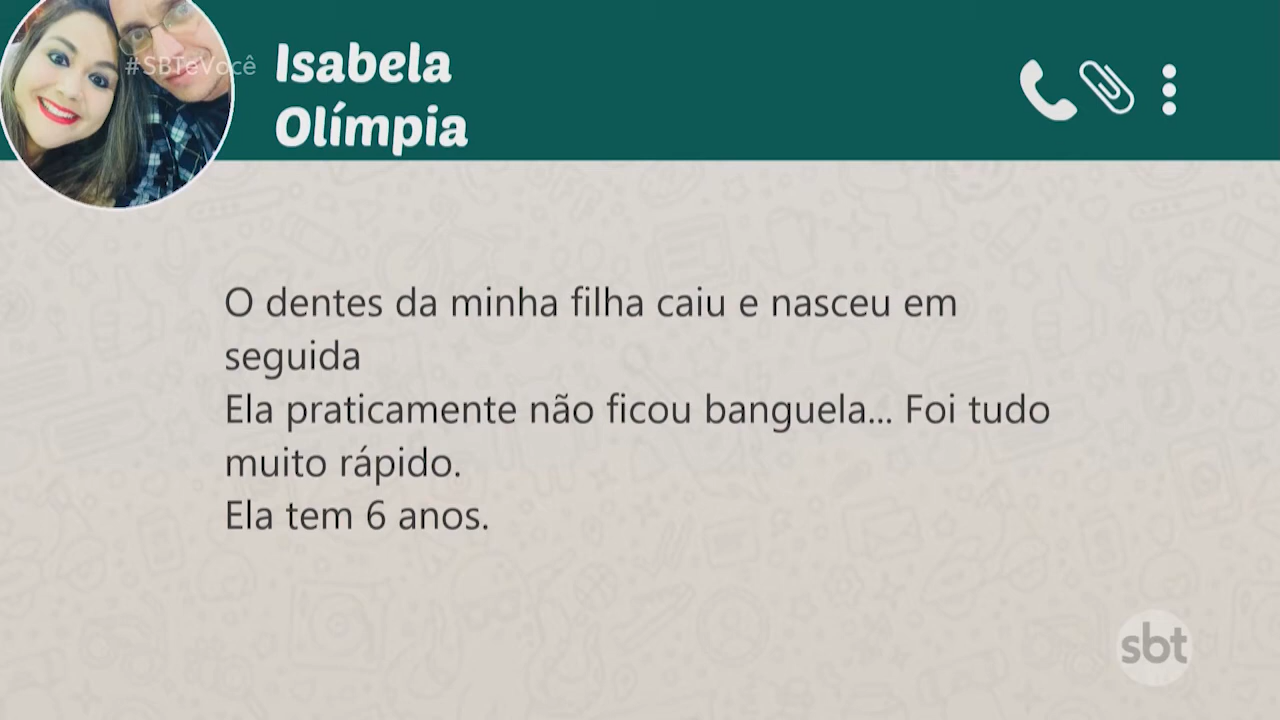 #SBTéVocê
Isabela
Olímpia
O dentes da minha filha caiu e nasceu em
seguida
Ela praticamente não ficou banguela... Foi tudo
muito rápido.
Ela tem 6 anos.
sbt